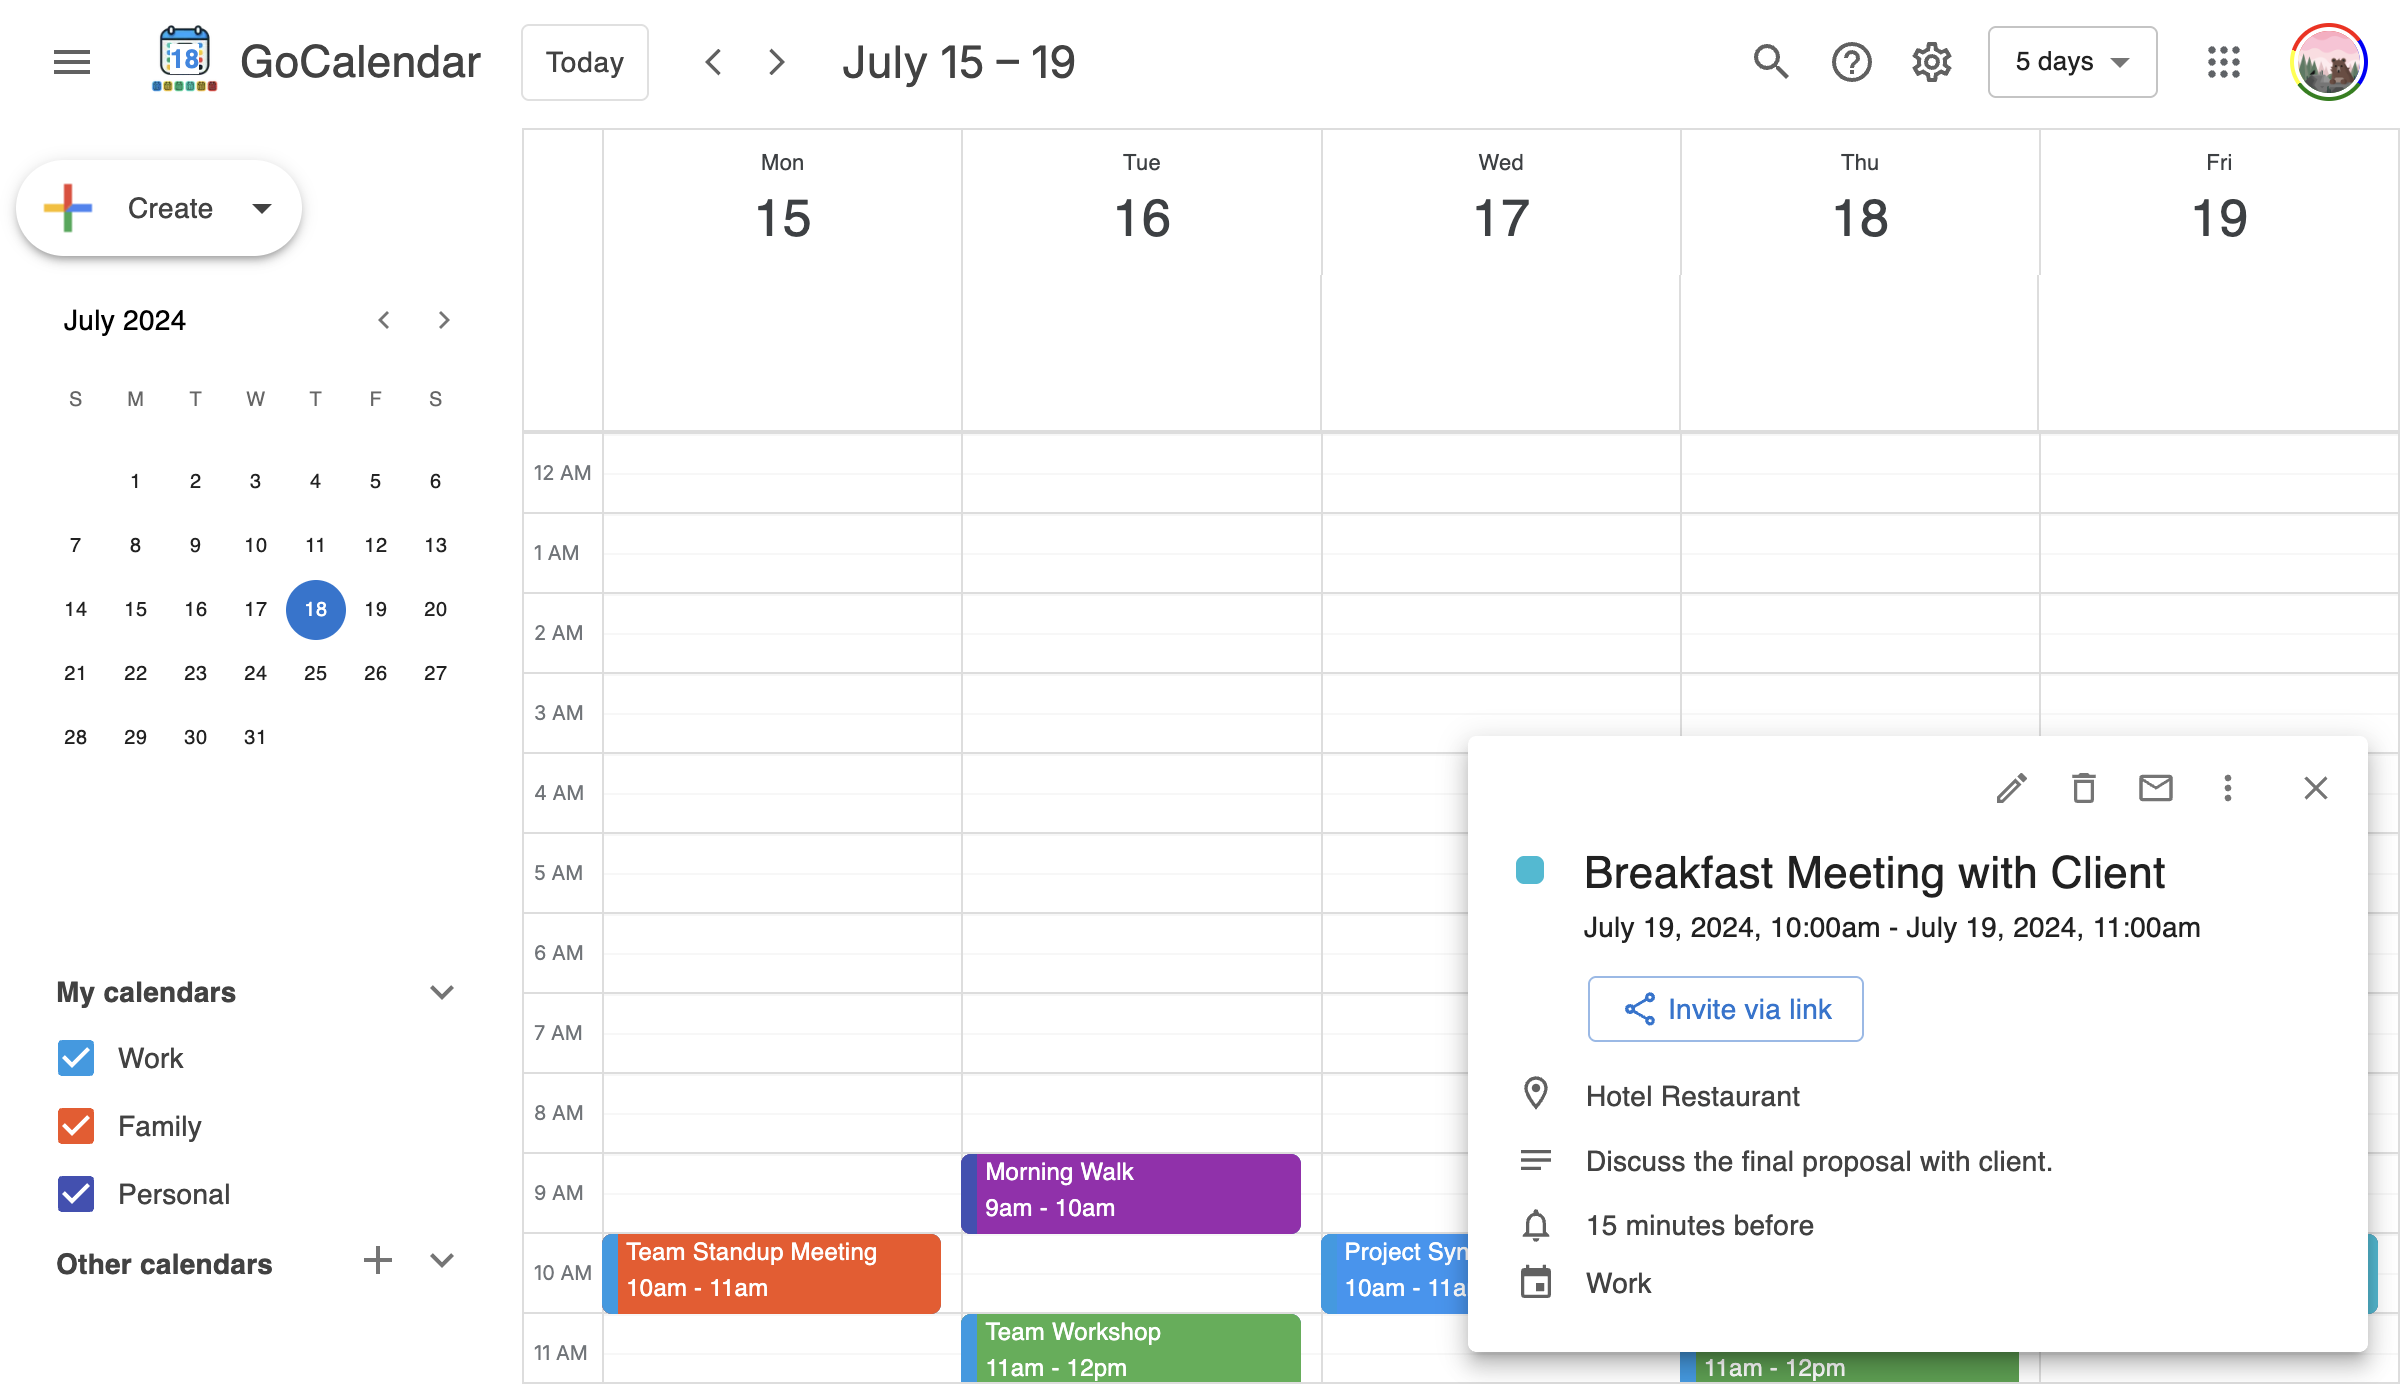 18
GoCalendar
Today
July 15 – 19
5 days
Create
July 2024
S M T W T F S
1 2 3 4 5 6
7 8 9 10 11 12 13
14 15 16 17 18 19 20
21 22 23 24 25 26 27
28 29 30 31
My calendars
Work
Family
Personal
Other calendars
Mon
15
Tue
16
Wed
17
Thu
18
Fri
19
12 AM
1 AM
2 AM
3 AM
4 AM
5 AM
6 AM
7 AM
8 AM
9 AM
10 AM
11 AM
Team Standup Meeting
10am - 11am
Morning Walk
9am - 10am
Team Workshop
11am - 12pm
Project Syn
10am - 11a
11am - 12pm
Breakfast Meeting with Client
July 19, 2024, 10:00am - July 19, 2024, 11:00am
Invite via link
Hotel Restaurant
Discuss the final proposal with client.
15 minutes before
Work